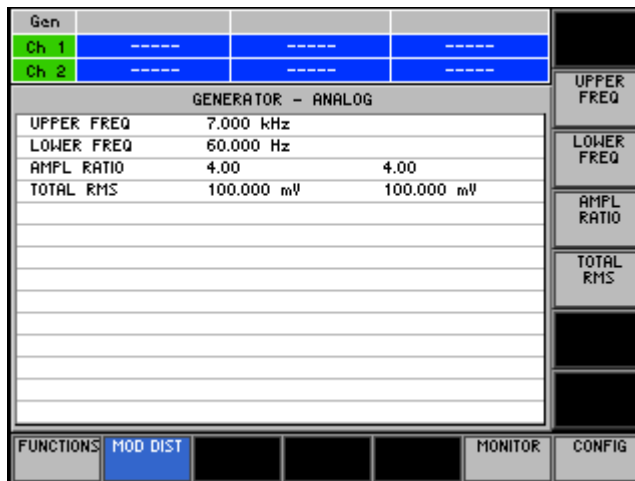 Gen
Ch 1 ----- ----- -----
Ch 2 ----- ----- -----
GENERATOR - ANALOG
UPPER FREQ 7.000 kHz
LOWER FREQ 60.000 Hz
AMPL RATIO 4.00 4.00
TOTAL RMS 100.000 mV 100.000 mV
UPPER
FREQ
LOWER
FREQ
AMPL
RATIO
TOTAL
RMS
FUNCTIONS MOD DIST MONITOR CONFIG